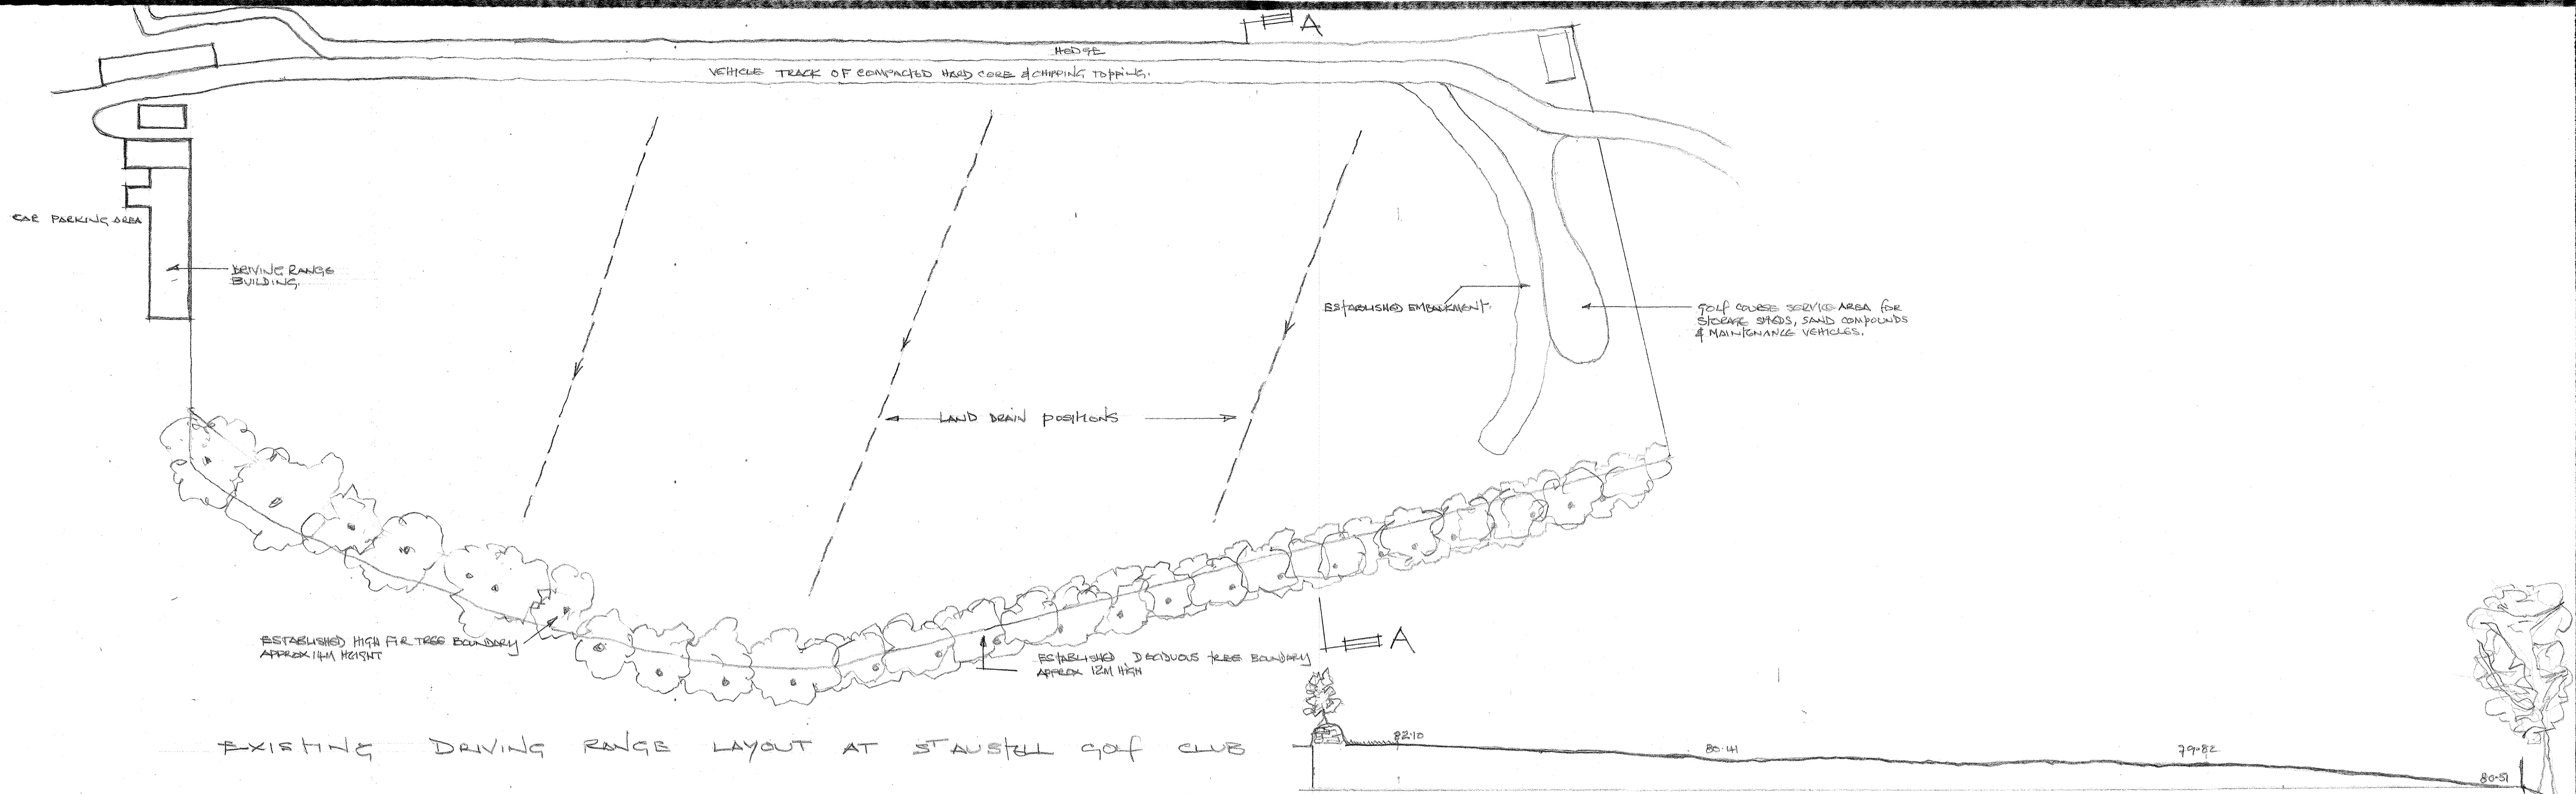 A
HEDGE
VEHICLE TRACK OF COMPACTED HARD CORE & CHIPPING TOPPING.
CAR PARKING AREA
DRIVING RANGE
BUILDING.
ESTABLISHED EMBANKMENT.
GOLF COURSE SERVICE AREA FOR
STORAGE SHEDS, SAND COMPOUNDS
& MAINTENANCE VEHICLES.
LAND DRAIN POSITIONS
ESTABLISHED HIGH FIR TREE BOUNDARY
APPROX 14M HEIGHT
ESTABLISHED DECIDUOUS TREE BOUNDARY
APPROX 12M HIGH
A
EXISTING DRIVING RANGE LAYOUT AT ST AUSTELL GOLF CLUB
82.10
80.41
79.82
80.51